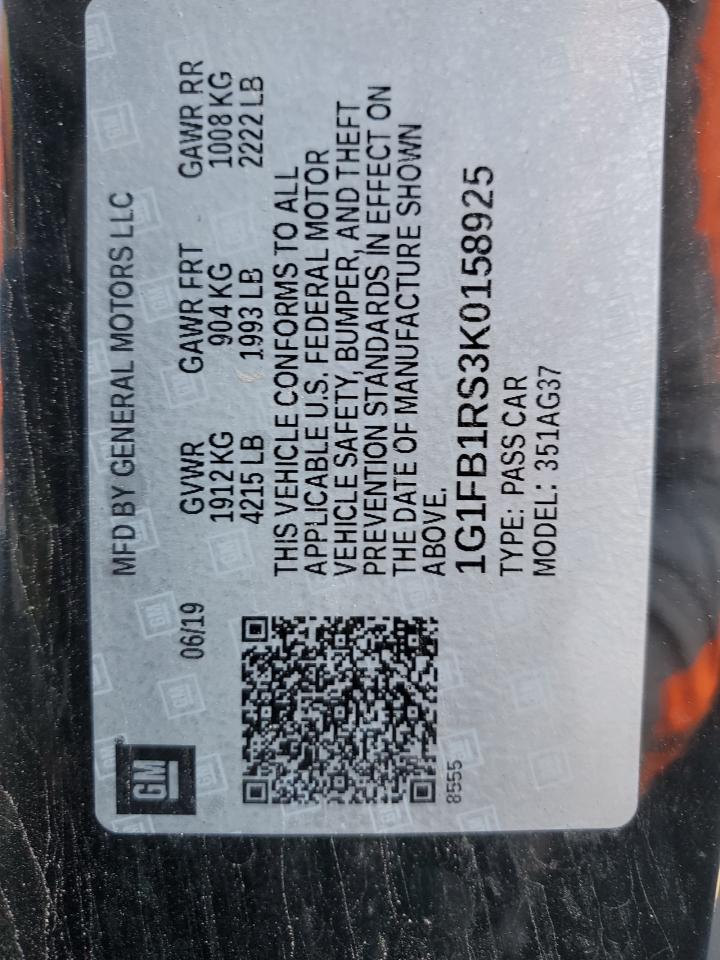 GM
MFD BY GENERAL MOTORS LLC
06/19
GVWR GAWR FRT GAWR RR
1912 KG 904 KG 1008 KG
4215 LB 1993 LB 2222 LB
THIS VEHICLE CONFORMS TO ALL
APPLICABLE U.S. FEDERAL MOTOR
VEHICLE SAFETY, BUMPER, AND THEFT
PREVENTION STANDARDS IN EFFECT ON
THE DATE OF MANUFACTURE SHOWN
ABOVE.
8555
1G1FB1RS3K0158925
TYPE: PASS CAR
MODEL: 351AG37